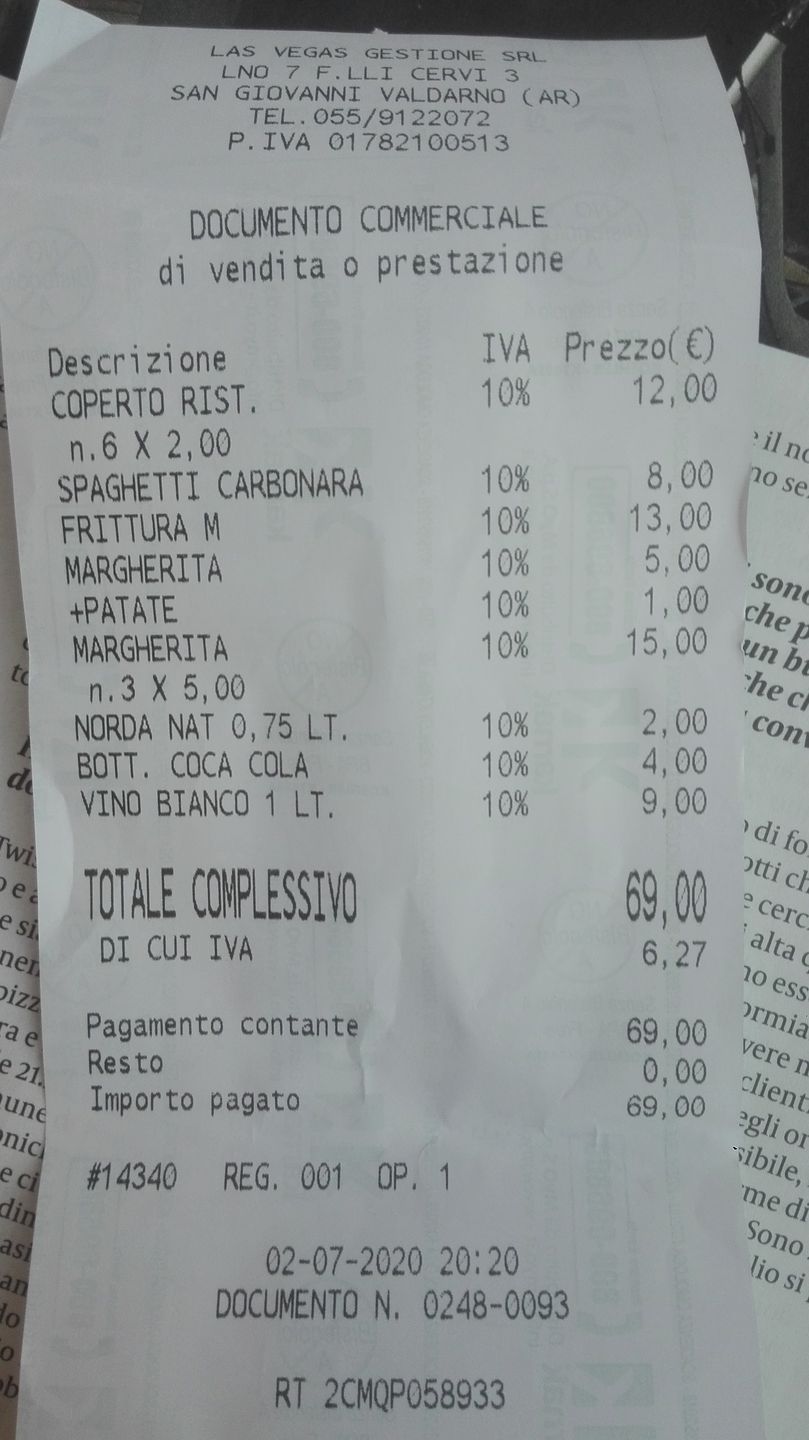 LAS VEGAS GESTIONE SRL
LNO 7 F.LLI CERVI 3
SAN GIOVANNI VALDARNO (AR)
TEL.055/9122072
P.IVA 01782100513
DOCUMENTO COMMERCIALE
di vendita o prestazione
Descrizione IVA Prezzo(€)
COPERTO RIST. 10% 12,00
n.6 X 2,00
SPAGHETTI CARBONARA 10% 8,00
FRITTURA M 10% 13,00
MARGHERITA 10% 5,00
+PATATE 10% 1,00
MARGHERITA 10% 15,00
n.3 X 5,00
NORDA NAT 0,75 LT. 10% 2,00
BOTT. COCA COLA 10% 4,00
VINO BIANCO 1 LT. 10% 9,00
TOTALE COMPLESSIVO 69,00
DI CUI IVA 6,27
Pagamento contante 69,00
Resto 0,00
Importo pagato 69,00
#14340 REG. 001 OP. 1
02-07-2020 20:20
DOCUMENTO N. 0248-0093
RT 2CMQP058933